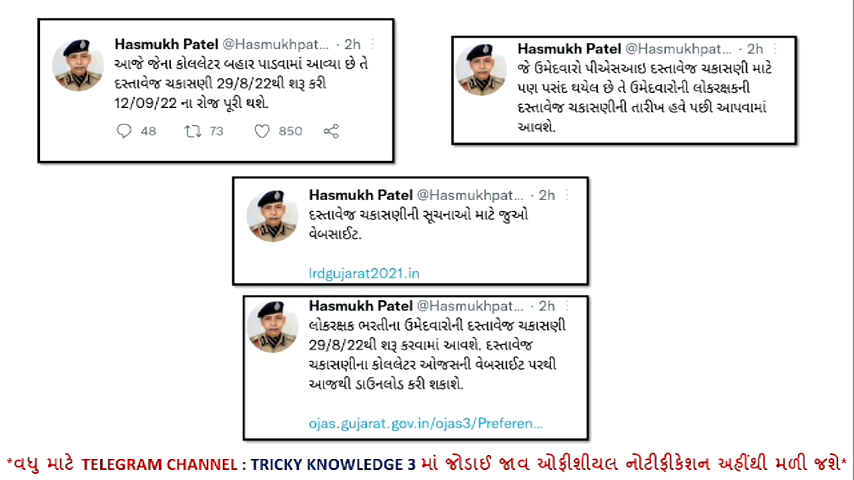 Hasmukh Patel @Hasmukhpat... · 2h
આજે જેના કોલલેટર બહાર પાડવામાં આવ્યા છે તે
દસ્તાવેજ ચકાસણી 29/8/22થી શરૂ કરી
12/09/22 ના રોજ પૂરી થશે.
48 73 850
Hasmukh Patel @Hasmukhpat... · 2h
જે ઉમેદવારો પીએસઆઇ દસ્તાવેજ ચકાસણી માટે
પણ પસંદ થયેલ છે તે ઉમેદવારોની લોકરક્ષકની
દસ્તાવેજ ચકાસણીની તારીખ હવે પછી આપવામાં
આવશે.
Hasmukh Patel @Hasmukhpat... · 2h
દસ્તાવેજ ચકાસણીની સૂચનાઓ માટે જુઓ
વેબસાઈટ.
lrdgujarat2021.in
Hasmukh Patel @Hasmukhpat... · 2h
લોકરક્ષક ભરતીના ઉમેદવારોની દસ્તાવેજ ચકાસણી
29/8/22થી શરૂ કરવામાં આવશે. દસ્તાવેજ
ચકાસણીના કોલલેટર ઓજસની વેબસાઈટ પરથી
આજથી ડાઉનલોડ કરી શકાશે.
ojas.gujarat.gov.in/ojas3/Preferen...
*વધુ માટે TELEGRAM CHANNEL : TRICKY KNOWLEDGE 3 માં જોડાઈ જાવ ઓફીશીયલ નોટીફીકેશન અહીંથી મળી જશે*